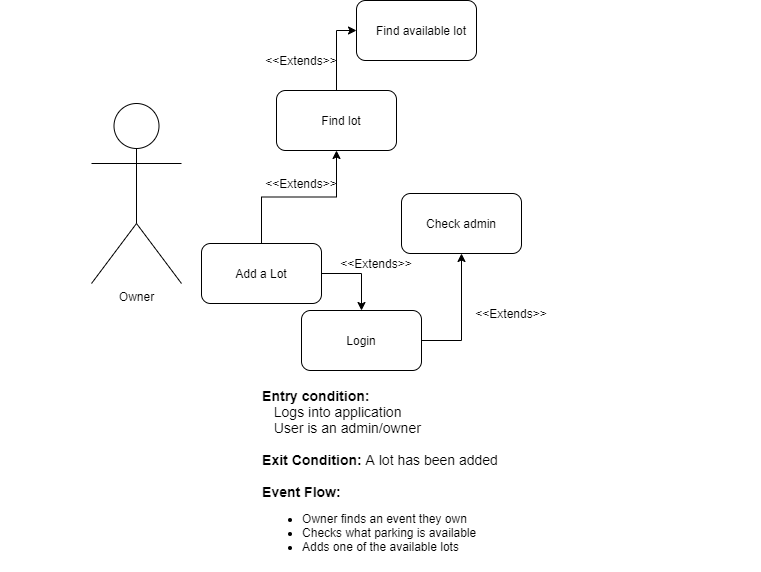 Find available lot
<<Extends>>
Find lot
<<Extends>>
Check admin
Add a Lot
<<Extends>>
Owner
<<Extends>>
Login
Entry condition:
Logs into application
User is an admin/owner
Exit Condition: A lot has been added
Event Flow:
• Owner finds an event they own
• Checks what parking is available
• Adds one of the available lots